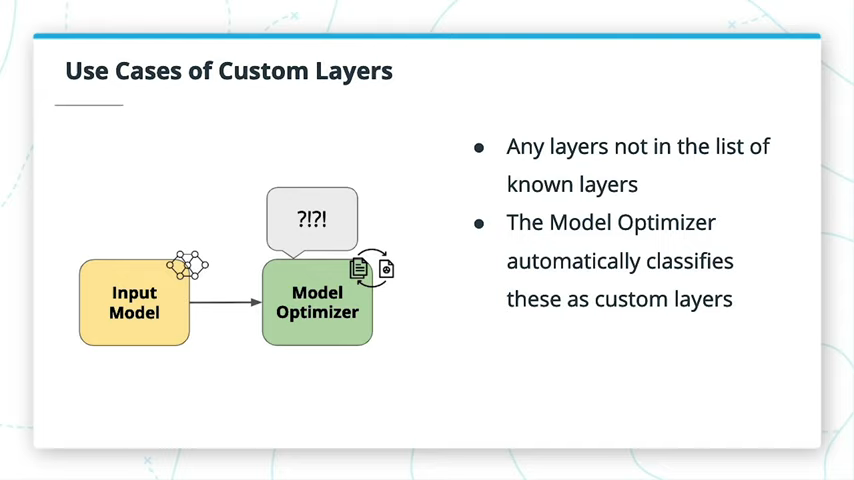 Use Cases of Custom Layers
● Any layers not in the list of
known layers
● The Model Optimizer
automatically classifies
these as custom layers
?!?!
Input
Model
Model
Optimizer